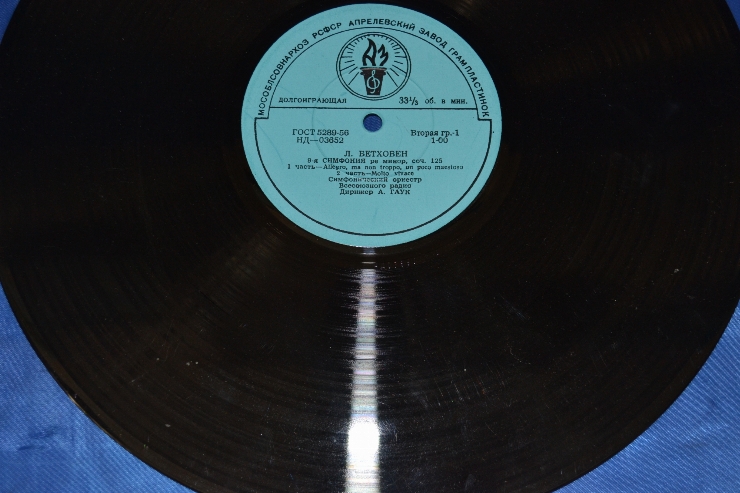 МОСОБЛСОВНАРХОЗ РСФСР АПРЕЛЕВСКИЙ ЗАВОД ГРАМПЛАСТИНОК
АЗ
ДОЛГОИГРАЮЩАЯ 33⅓ об. в мин.
ГОСТ 5289-56 Вторая гр.-1
НД—03652 1-00
Л. БЕТХОВЕН
9-я СИМФОНИЯ ре минор, соч. 125
1 часть—Allegro, ma non troppo, un poco maestoso
2 часть—Molto vivace
Симфонический оркестр
Всесоюзного радио
Дирижер А. ГАУК